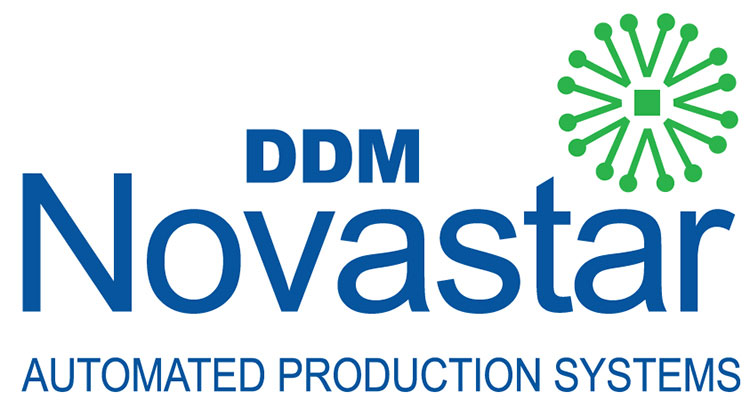 DDM
Novastar
AUTOMATED PRODUCTION SYSTEMS